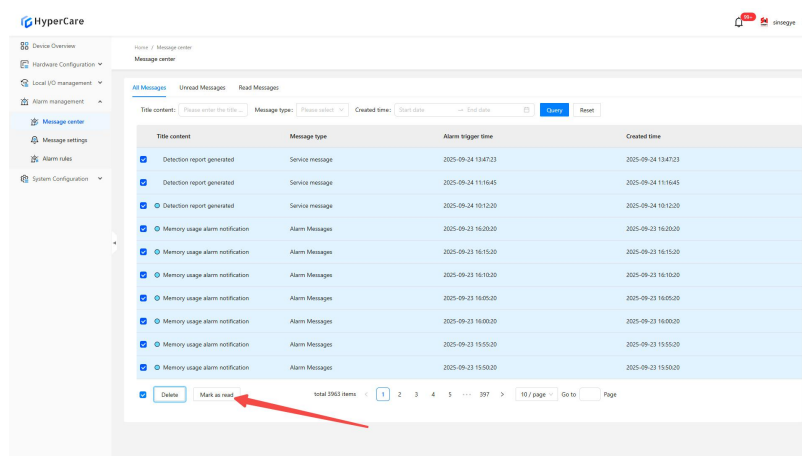 HyperCare
99+
sinsegye
Device Overview
Hardware Configuration
Local I/O management
Alarm management
Message center
Message settings
Alarm rules
System Configuration
Home / Message center
Message center
All Messages Unread Messages Read Messages
Title content: Please enter the title ... Message type: Please select Created time: Start date → End date Query Reset
Title content Message type Alarm trigger time Created time
Detection report generated Service message 2025-09-24 13:47:23 2025-09-24 13:47:23
Detection report generated Service message 2025-09-24 11:16:45 2025-09-24 11:16:45
Detection report generated Service message 2025-09-24 10:12:20 2025-09-24 10:12:20
Memory usage alarm notification Alarm Messages 2025-09-23 16:20:20 2025-09-23 16:20:20
Memory usage alarm notification Alarm Messages 2025-09-23 16:15:20 2025-09-23 16:15:20
Memory usage alarm notification Alarm Messages 2025-09-23 16:10:20 2025-09-23 16:10:20
Memory usage alarm notification Alarm Messages 2025-09-23 16:05:20 2025-09-23 16:05:20
Memory usage alarm notification Alarm Messages 2025-09-23 16:00:20 2025-09-23 16:00:20
Memory usage alarm notification Alarm Messages 2025-09-23 15:55:20 2025-09-23 15:55:20
Memory usage alarm notification Alarm Messages 2025-09-23 15:50:20 2025-09-23 15:50:20
Delete Mark as read total 3963 items < 1 2 3 4 5 ··· 397 > 10 / page Go to Page